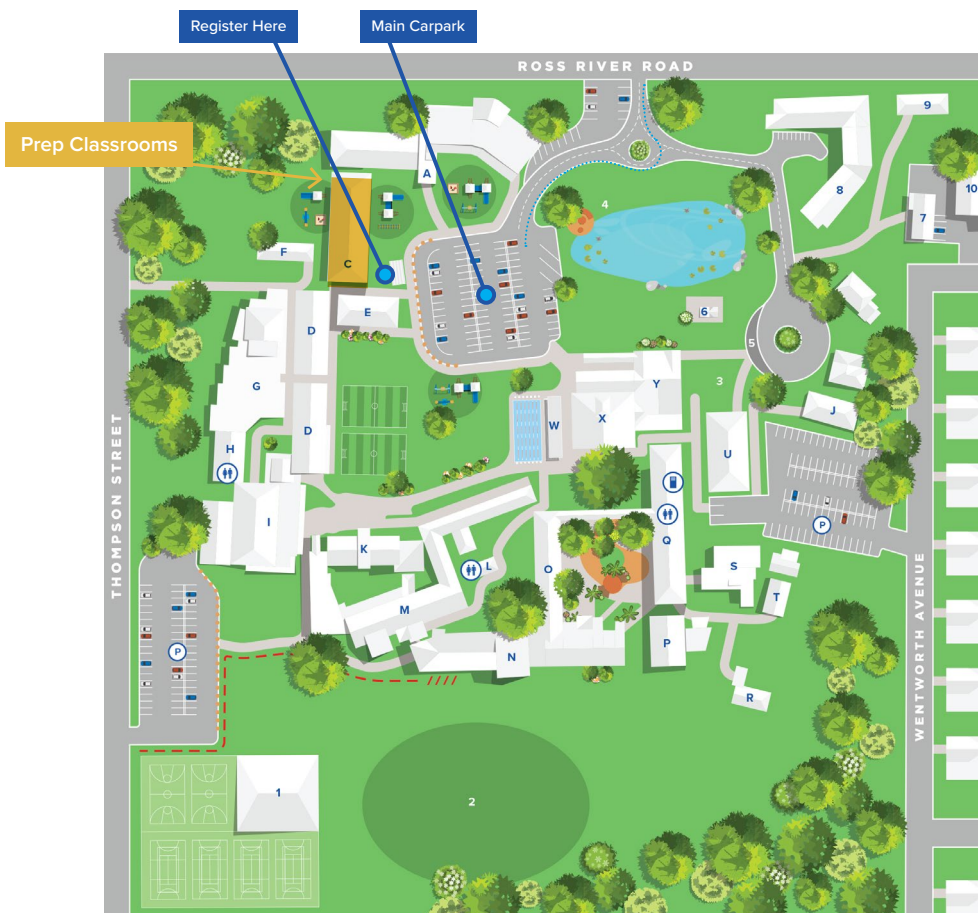 Register Here
Main Carpark
ROSS RIVER ROAD
Prep Classrooms
9
A
8
10
4
7
F
C
6
E
D
5
Y
3
G
J
X
W
D
U
H
THOMPSON STREET
I
P
Q
K
L
O
S
T
M
WENTWORTH AVENUE
P
N
P
R
1
2